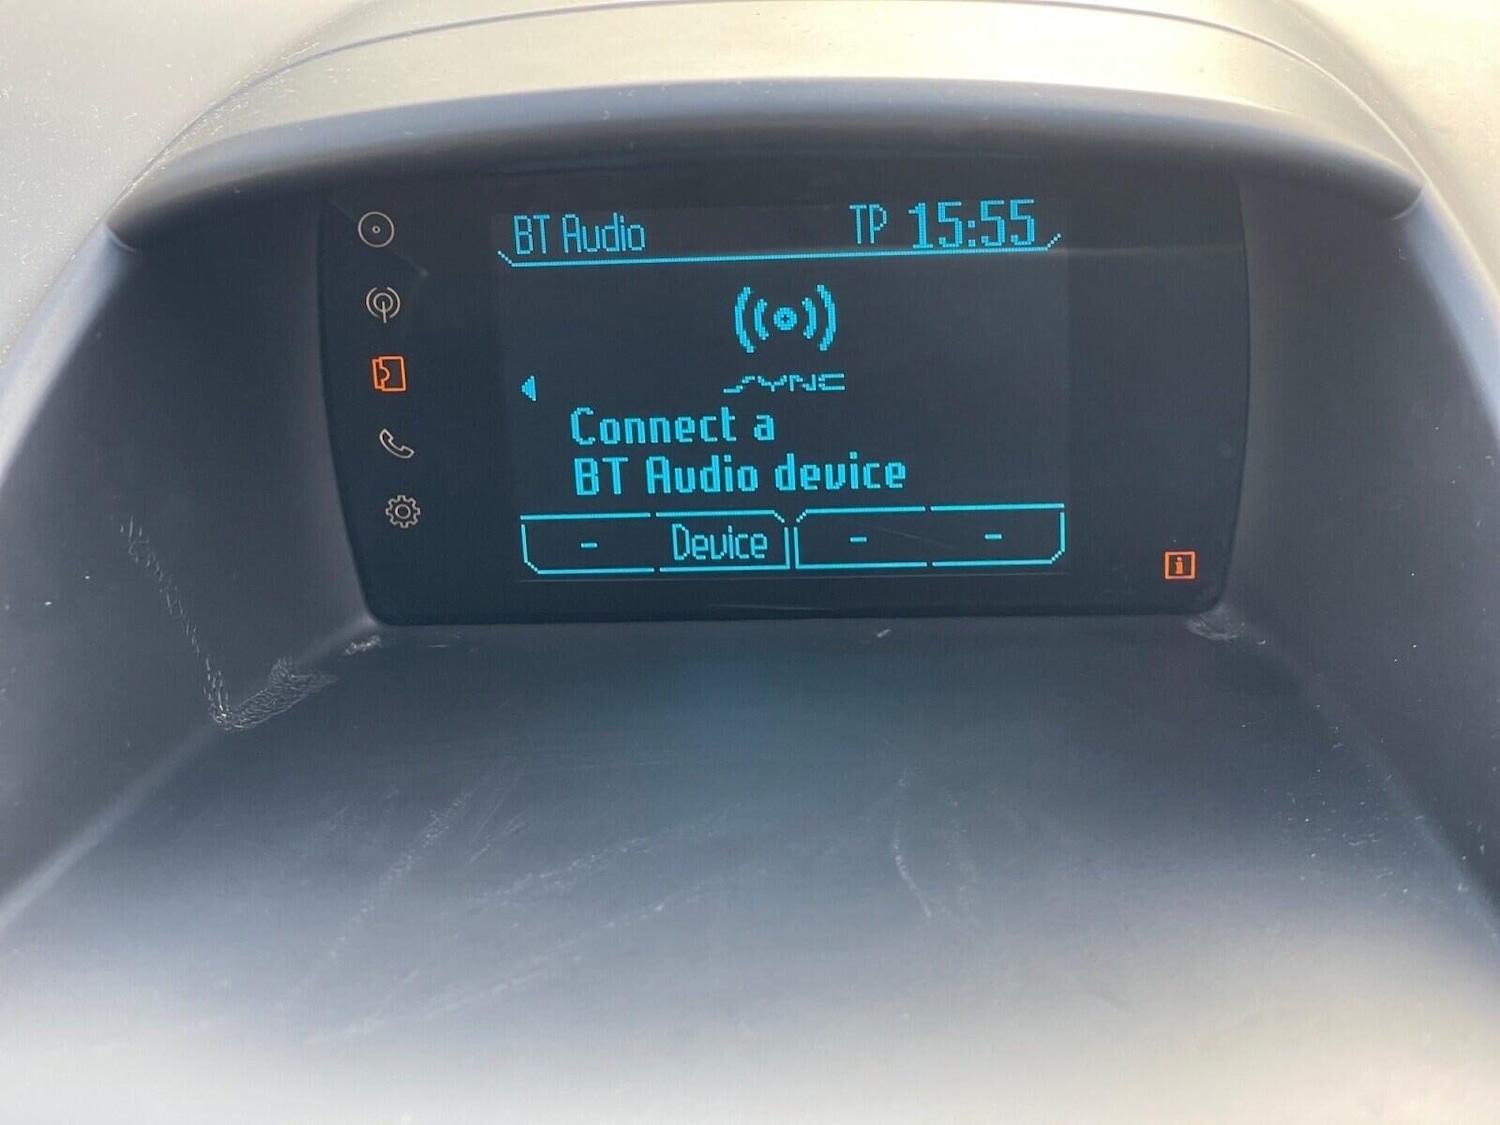 BT Audio TP 15:55
SYNC
Connect a
BT Audio device
- Device - -
i